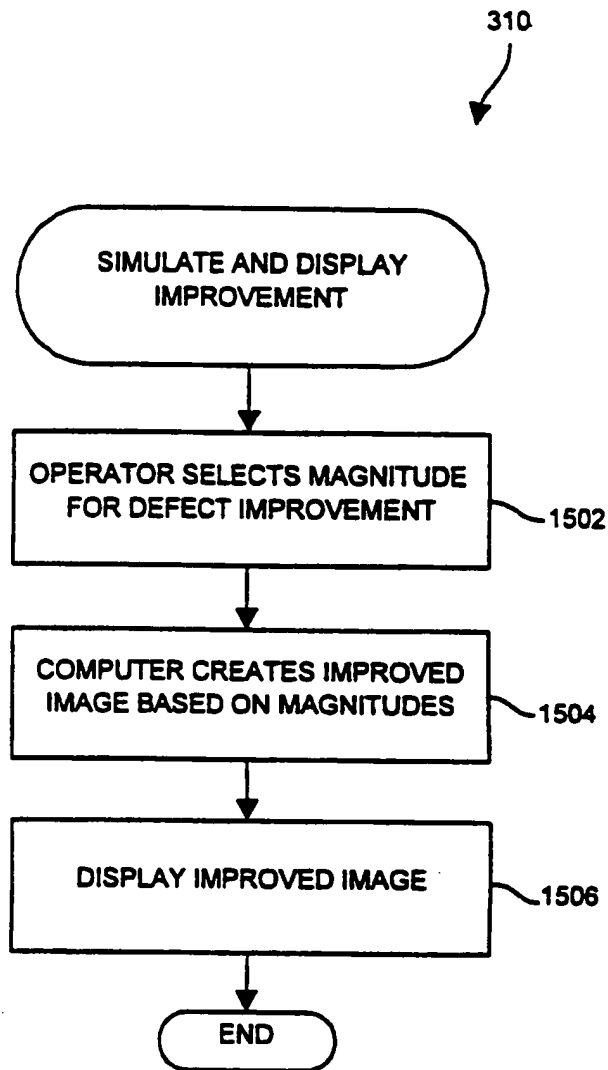 310
SIMULATE AND DISPLAY
IMPROVEMENT
OPERATOR SELECTS MAGNITUDE
FOR DEFECT IMPROVEMENT
1502
COMPUTER CREATES IMPROVED
IMAGE BASED ON MAGNITUDES
1504
DISPLAY IMPROVED IMAGE
1506
END